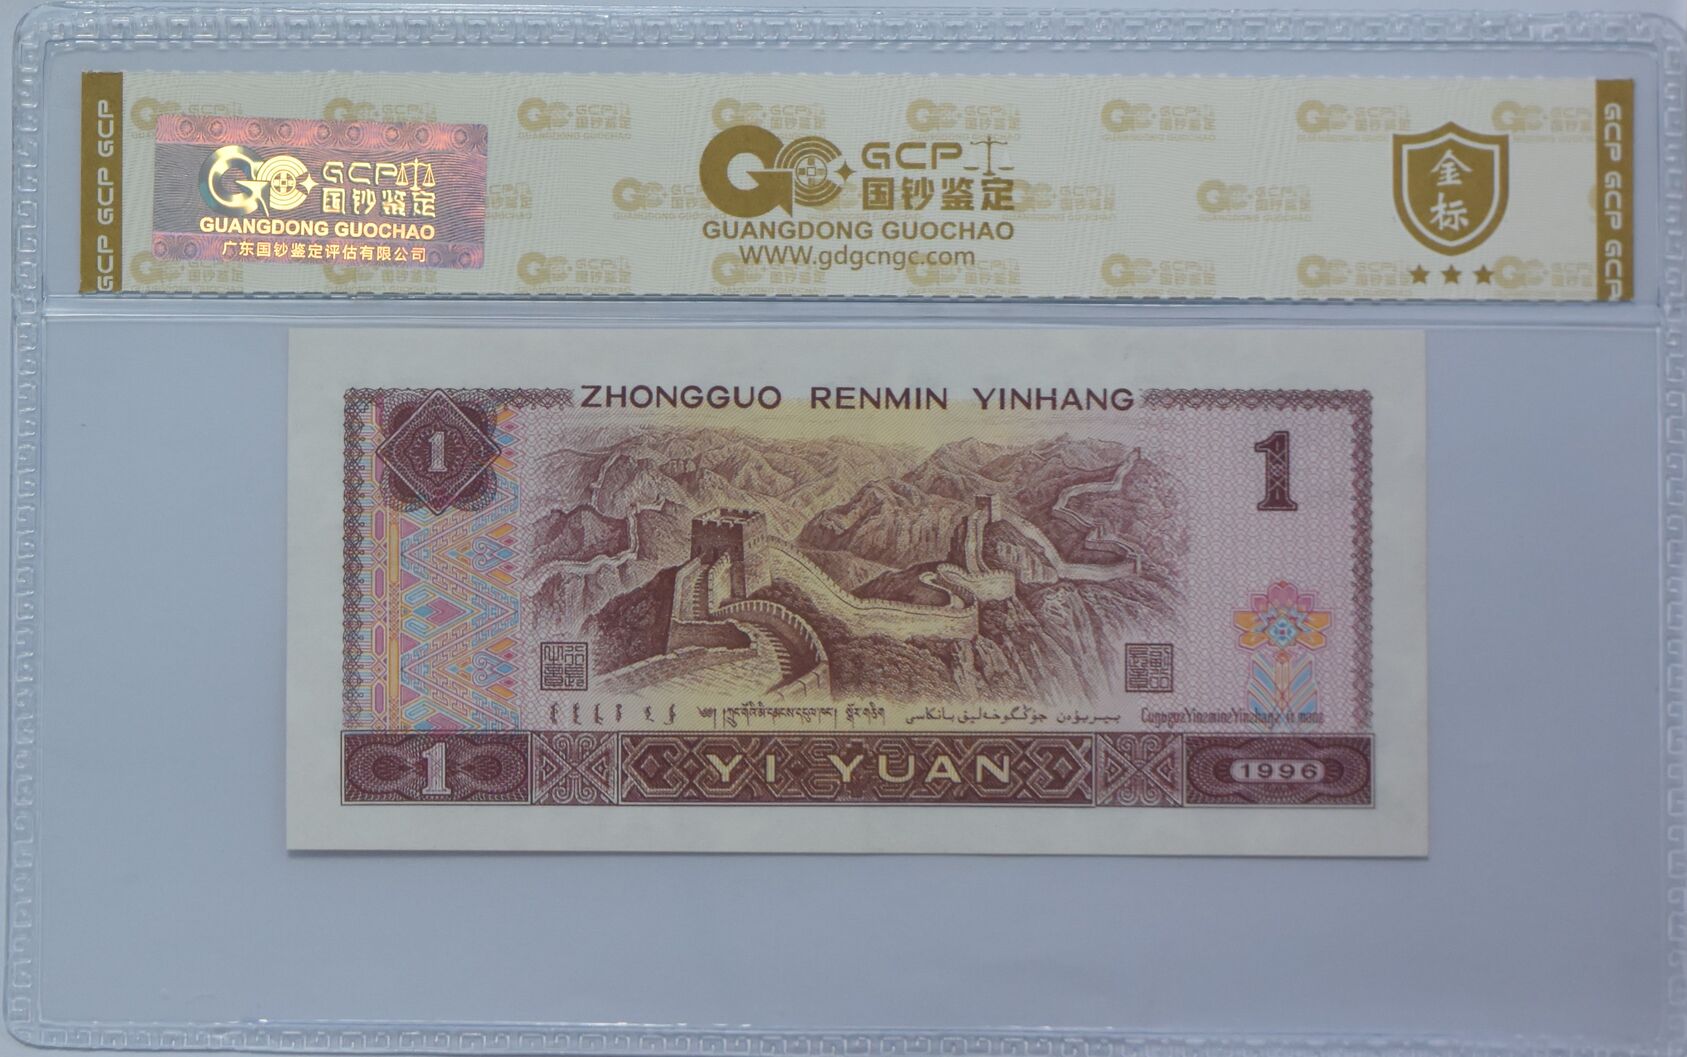 GCP GCP GCP
GCP
国钞鉴定
GUANGDONG GUOCHAO
广东国钞鉴定评估有限公司
GCP
国钞鉴定
GUANGDONG GUOCHAO
WWW.gdgcngc.com
金标
GCP GCP GCP
ZHONGGUO RENMIN YINHANG
1
1
1
YI YUAN
1996